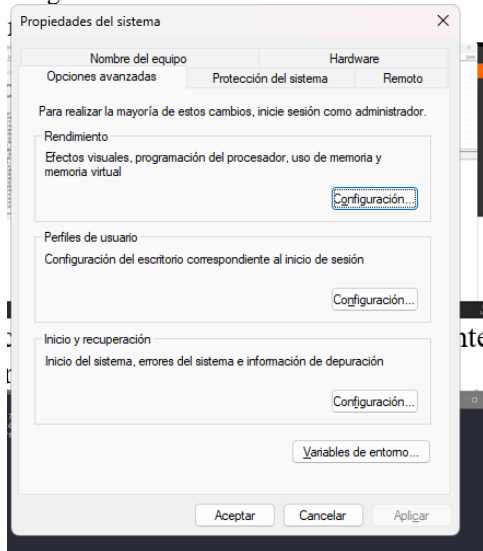 Propiedades del sistema
Nombre del equipo
Hardware
Opciones avanzadas
Protección del sistema
Remoto
Para realizar la mayoría de estos cambios, inicie sesión como administrador.
Rendimiento
Efectos visuales, programación del procesador, uso de memoria y
memoria virtual
Configuración...
Perfiles de usuario
Configuración del escritorio correspondiente al inicio de sesión
Configuración...
Inicio y recuperación
Inicio del sistema, errores del sistema e información de depuración
Configuración...
Variables de entorno...
Aceptar
Cancelar
Aplicar